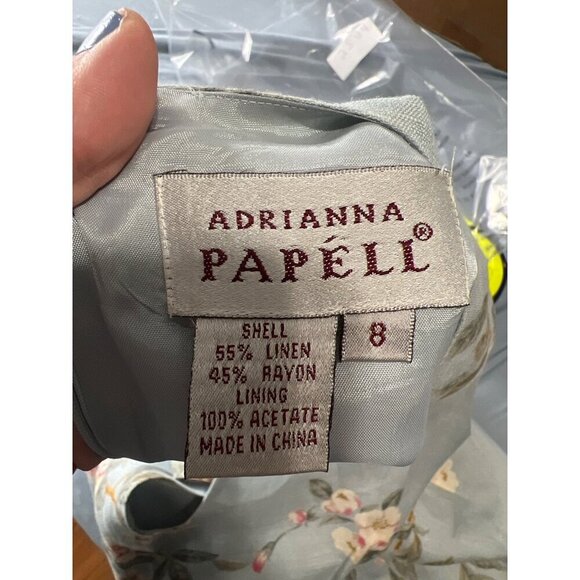 ADRIANNA
PAPÉLL®
8
SHELL
55% LINEN
45% RAYON
LINING
100% ACETATE
MADE IN CHINA